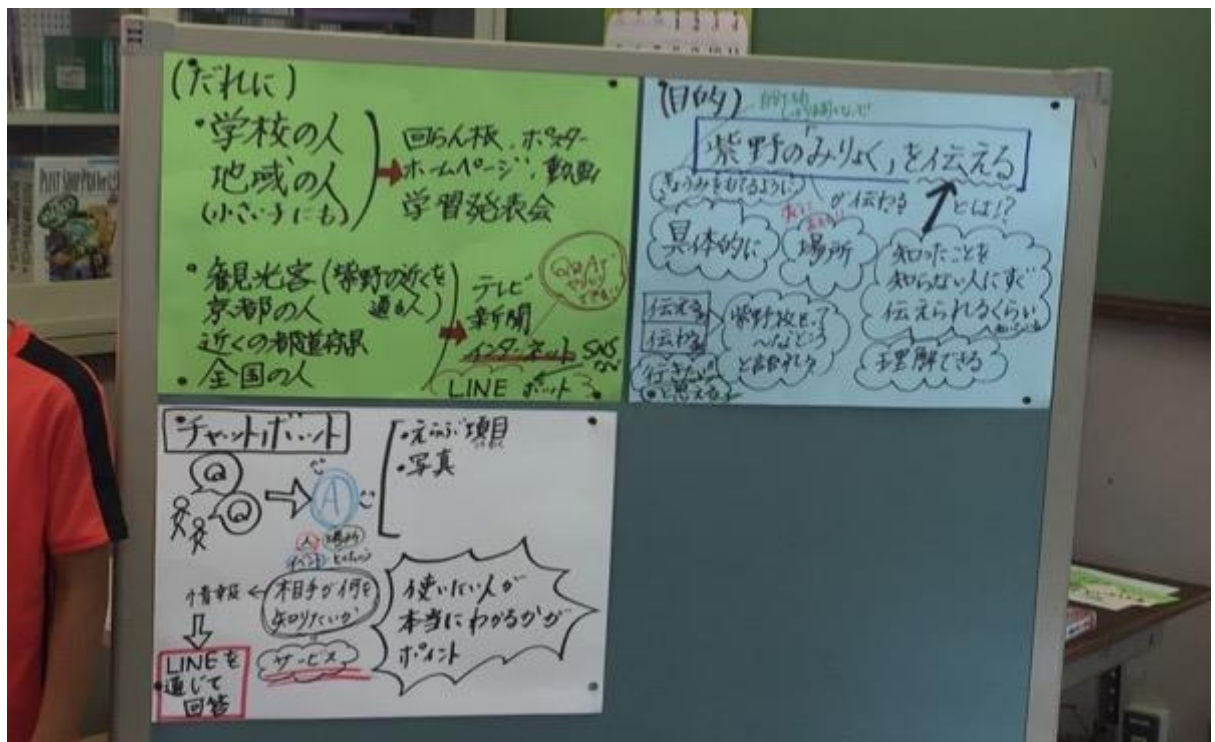 (だれに)
・学校の人
地域の人
(小さい子にも)
回らん板、ポスター
ホームページ、動画
学習発表会
・観光客(紫野の近くを通る人)
京都の人
近くの都道府県
・全国の人
テレビ
新聞
インターネット SNS
LINE ボット
(目的)
紫野の「みりょく」を伝える
きょうみをもてるように
が伝わる
とは!?
具体的に
場所
知ったことを
知らない人にすぐ
伝えられるくらい
理解できる
伝える
伝わる
行きたい
と思える
チャットボット
Q
Q
A
・えらぶ項目
・写真
人 場所
イベント
情報 ← 相手が何を
知りたいか
サービス
LINEを
通じて
回答
使いたい人が
本当にわかるかが
ポイント